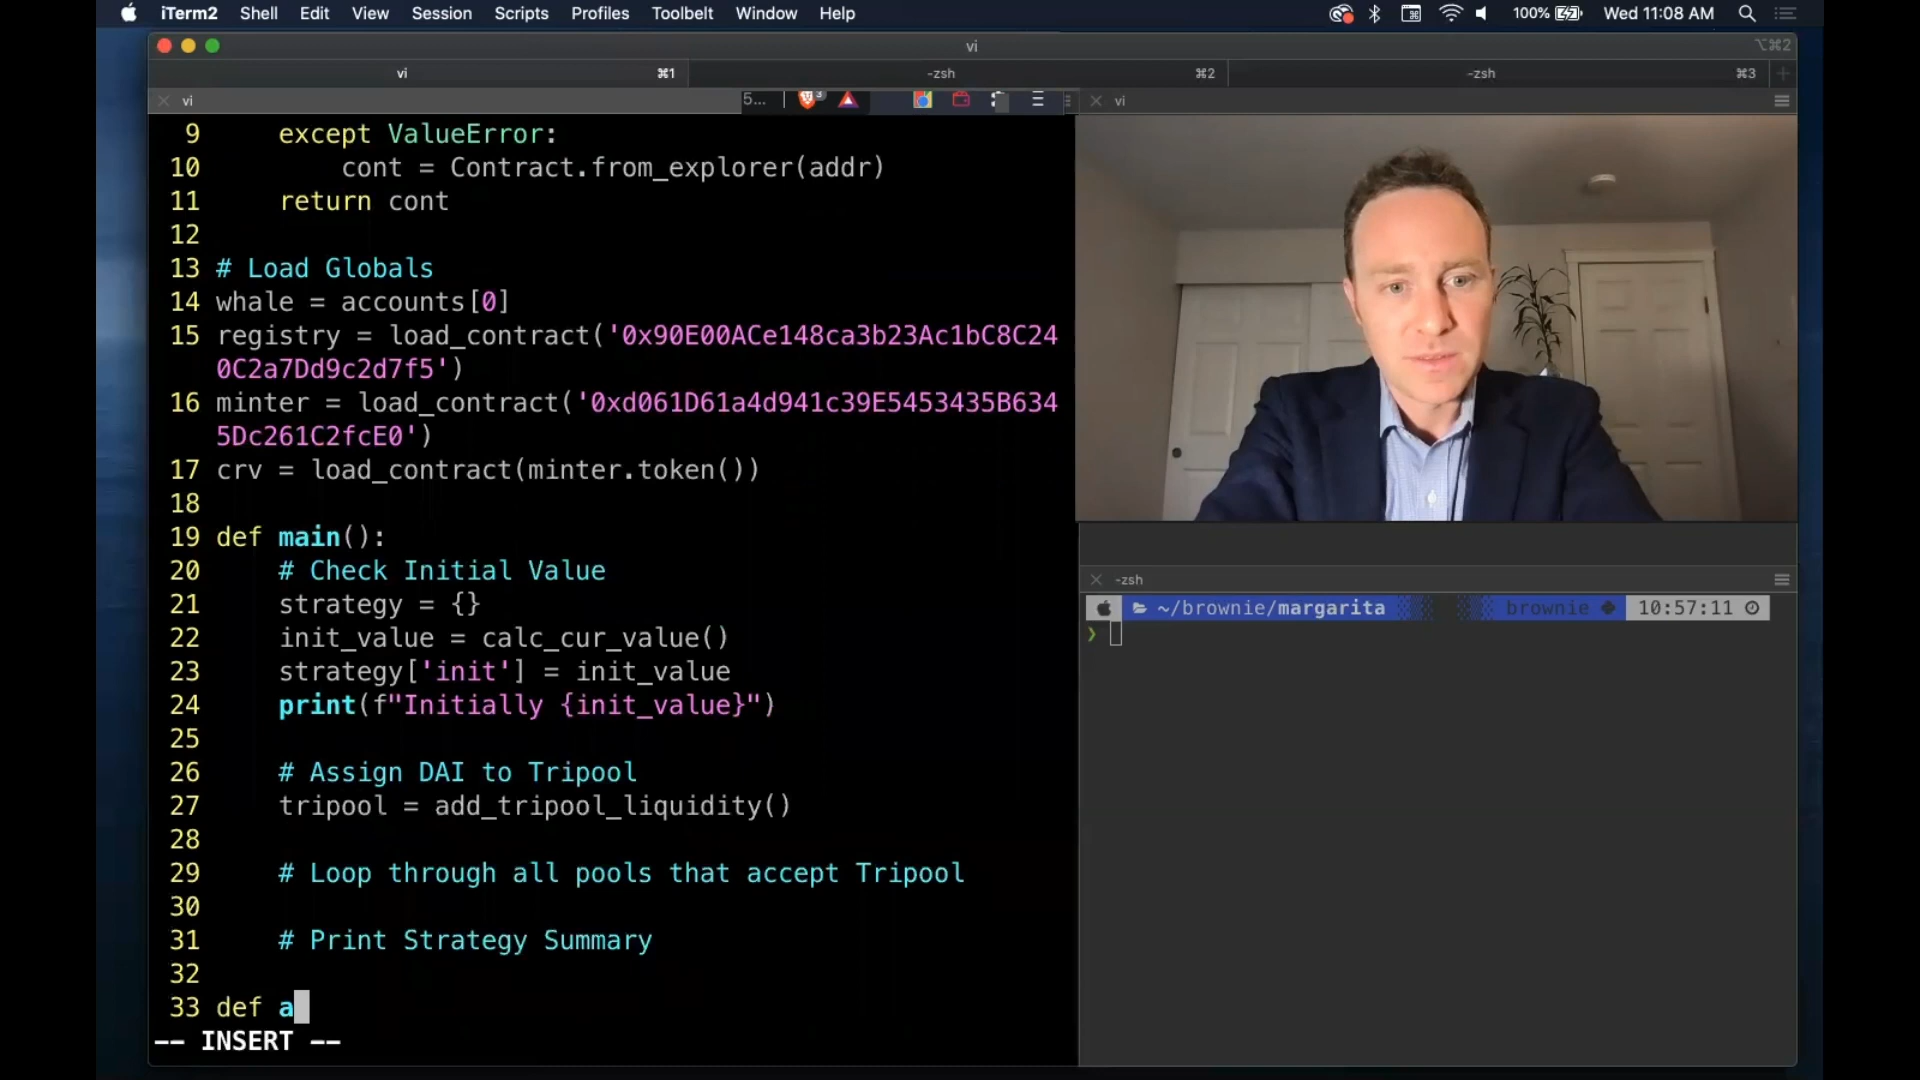 iTerm2 Shell Edit View Session Scripts Profiles Toolbelt Window Help 100% Wed 11:08 AM
vi ⌥⌘2
vi ⌘1 -zsh ⌘2 -zsh ⌘3
vi 5... 3 vi
9     except ValueError:
10         cont = Contract.from_explorer(addr)
11     return cont
12
13 # Load Globals
14 whale = accounts[0]
15 registry = load_contract('0x90E00ACe148ca3b23Ac1bC8C24
0C2a7Dd9c2d7f5')
16 minter = load_contract('0xd061D61a4d941c39E5453435B634
5Dc261C2fcE0')
17 crv = load_contract(minter.token())
18
19 def main():
20     # Check Initial Value
21     strategy = {}
22     init_value = calc_cur_value()
23     strategy['init'] = init_value
24     print(f"Initially {init_value}")
25
26     # Assign DAI to Tripool
27     tripool = add_tripool_liquidity()
28
29     # Loop through all pools that accept Tripool
30
31     # Print Strategy Summary
32
33 def a
-- INSERT --
-zsh
~/brownie/margarita brownie 10:57:11
❯